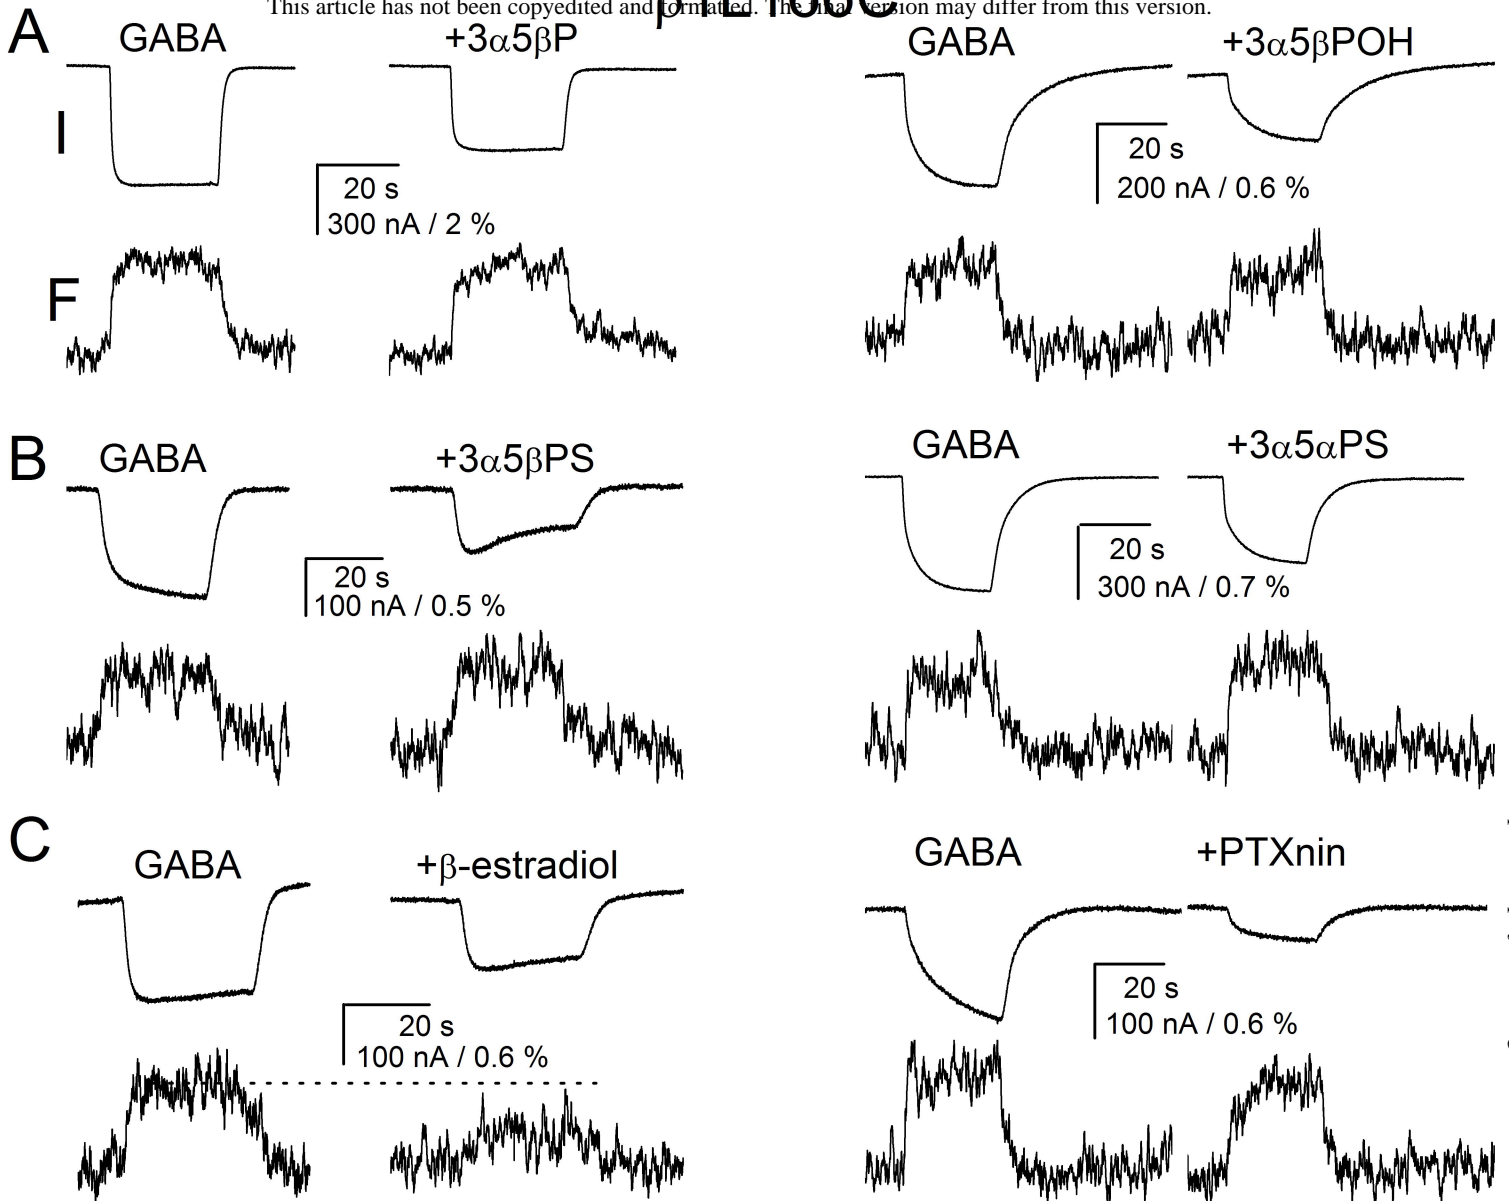 This article has not been copyedited and formatted. The final version may differ from this version.
A
GABA
+3α5βP
GABA
+3α5βPOH
I
20 s
300 nA / 2 %
20 s
200 nA / 0.6 %
F
B
GABA
+3α5βPS
GABA
+3α5αPS
20 s
100 nA / 0.5 %
20 s
300 nA / 0.7 %
C
GABA
+β-estradiol
GABA
+PTXnin
20 s
100 nA / 0.6 %
20 s
100 nA / 0.6 %